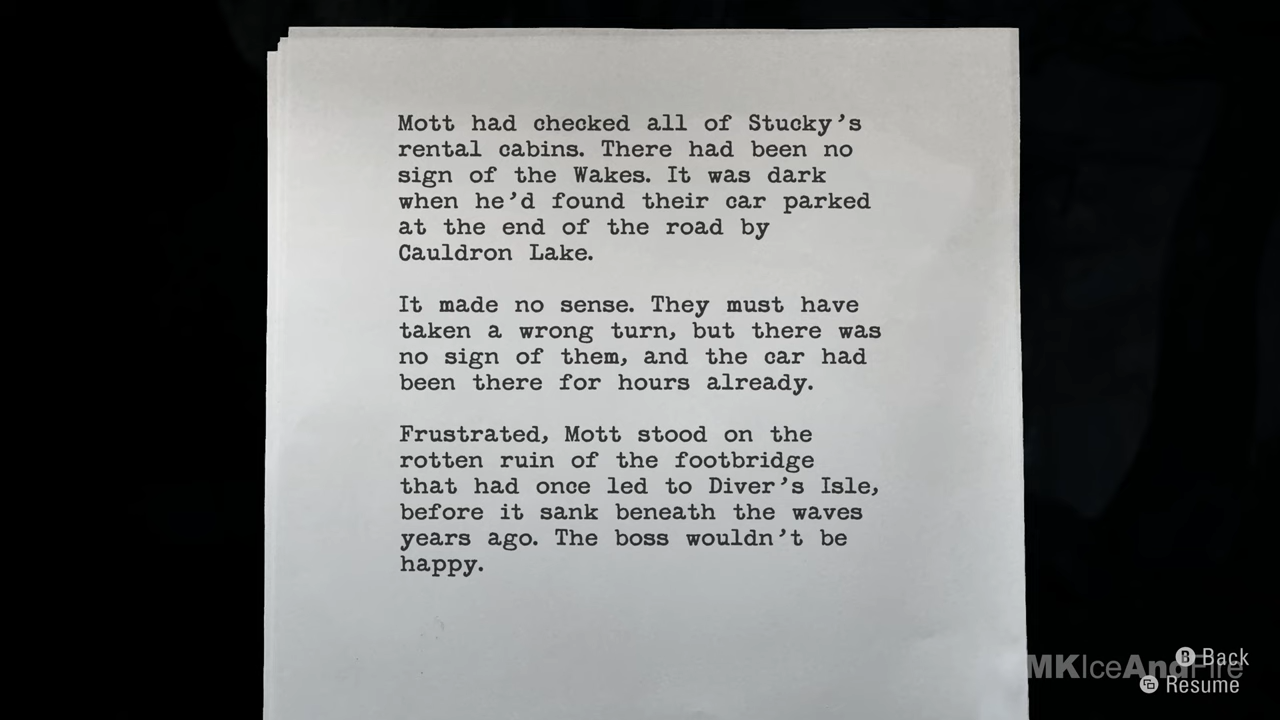 Mott had checked all of Stucky's
rental cabins. There had been no
sign of the Wakes. It was dark
when he'd found their car parked
at the end of the road by
Cauldron Lake.
It made no sense. They must have
taken a wrong turn, but there was
no sign of them, and the car had
been there for hours already.
Frustrated, Mott stood on the
rotten ruin of the footbridge
that had once led to Diver's Isle,
before it sank beneath the waves
years ago. The boss wouldn't be
happy.
MKIceAndFire
B Back
Resume